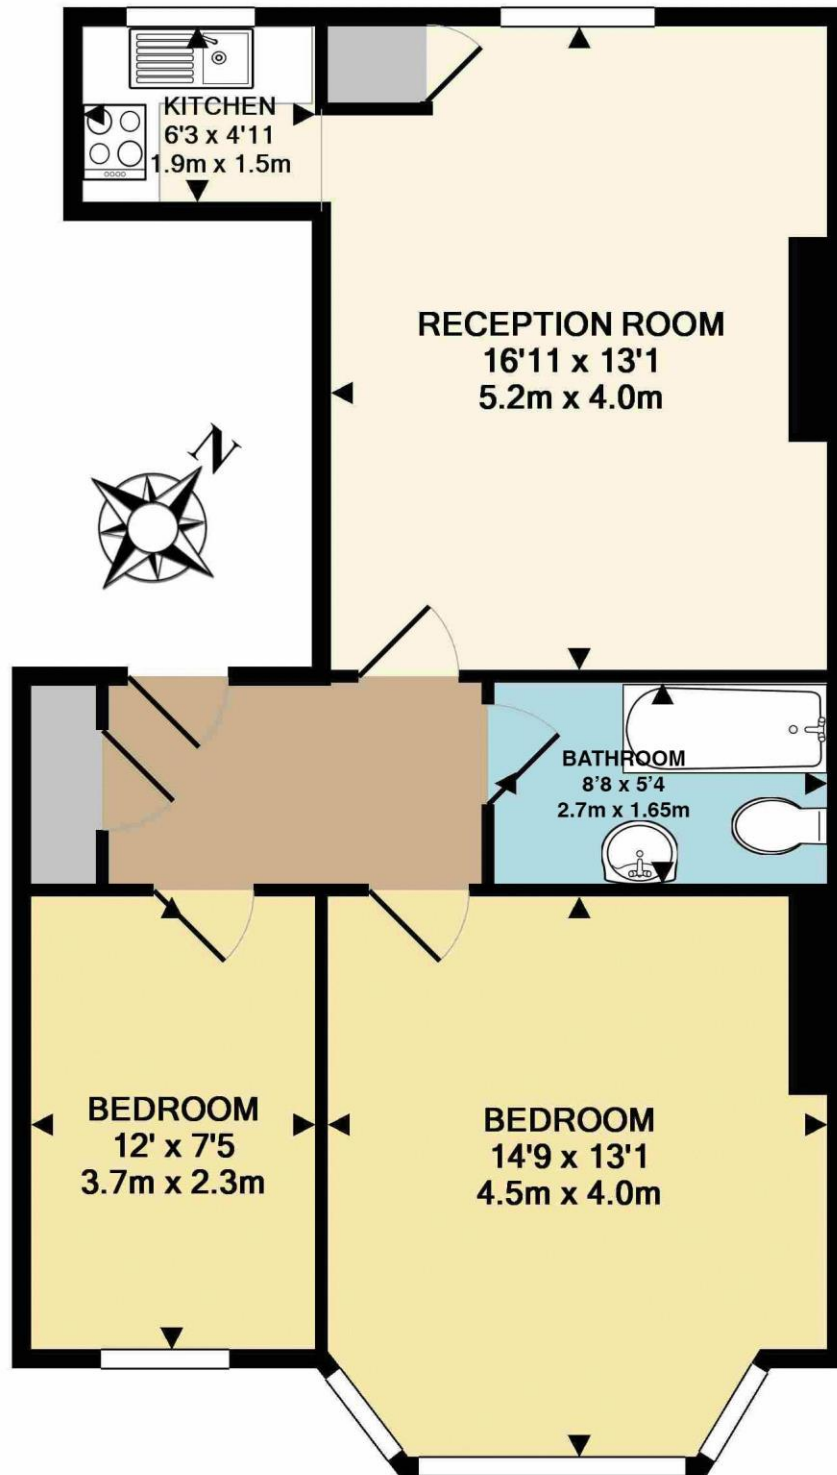 KITCHEN
6'3 x 4'11
1.9m x 1.5m
RECEPTION ROOM
16'11 x 13'1
5.2m x 4.0m
N
BATHROOM
8'8 x 5'4
2.7m x 1.65m
BEDROOM
12' x 7'5
3.7m x 2.3m
BEDROOM
14'9 x 13'1
4.5m x 4.0m